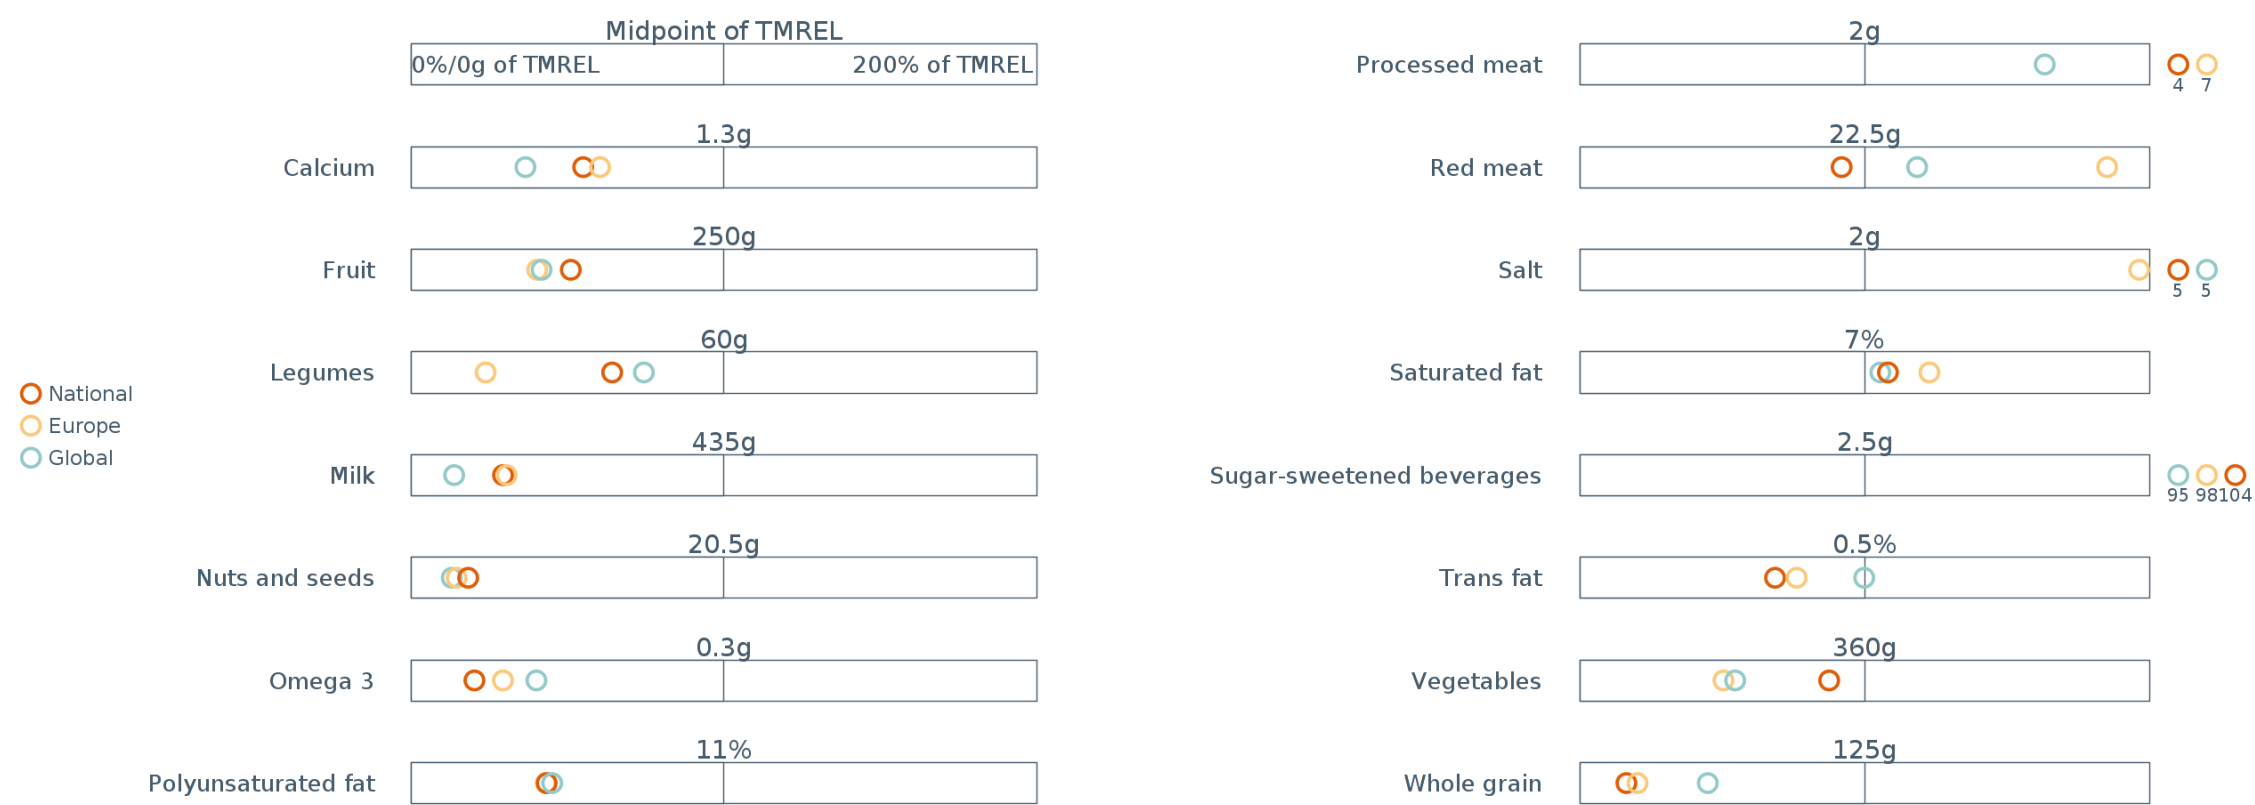 Midpoint of TMREL
0%/0g of TMREL 200% of TMREL
1.3g
Calcium
250g
Fruit
60g
Legumes
National
Europe
Global
435g
Milk
20.5g
Nuts and seeds
0.3g
Omega 3
11%
Polyunsaturated fat
2g
Processed meat
4 7
22.5g
Red meat
2g
Salt
5 5
7%
Saturated fat
2.5g
Sugar-sweetened beverages
95 98 104
0.5%
Trans fat
360g
Vegetables
125g
Whole grain